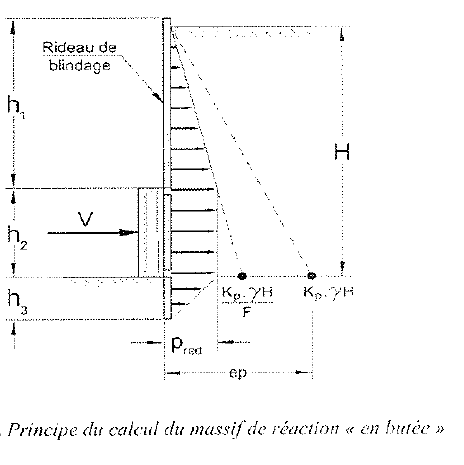 Rideau de
blindage
h1
H
V
h2
Kp.γH
F
Kp.γH
h3
pred
ep
. Principe du calcul du massif de réaction « en butée »